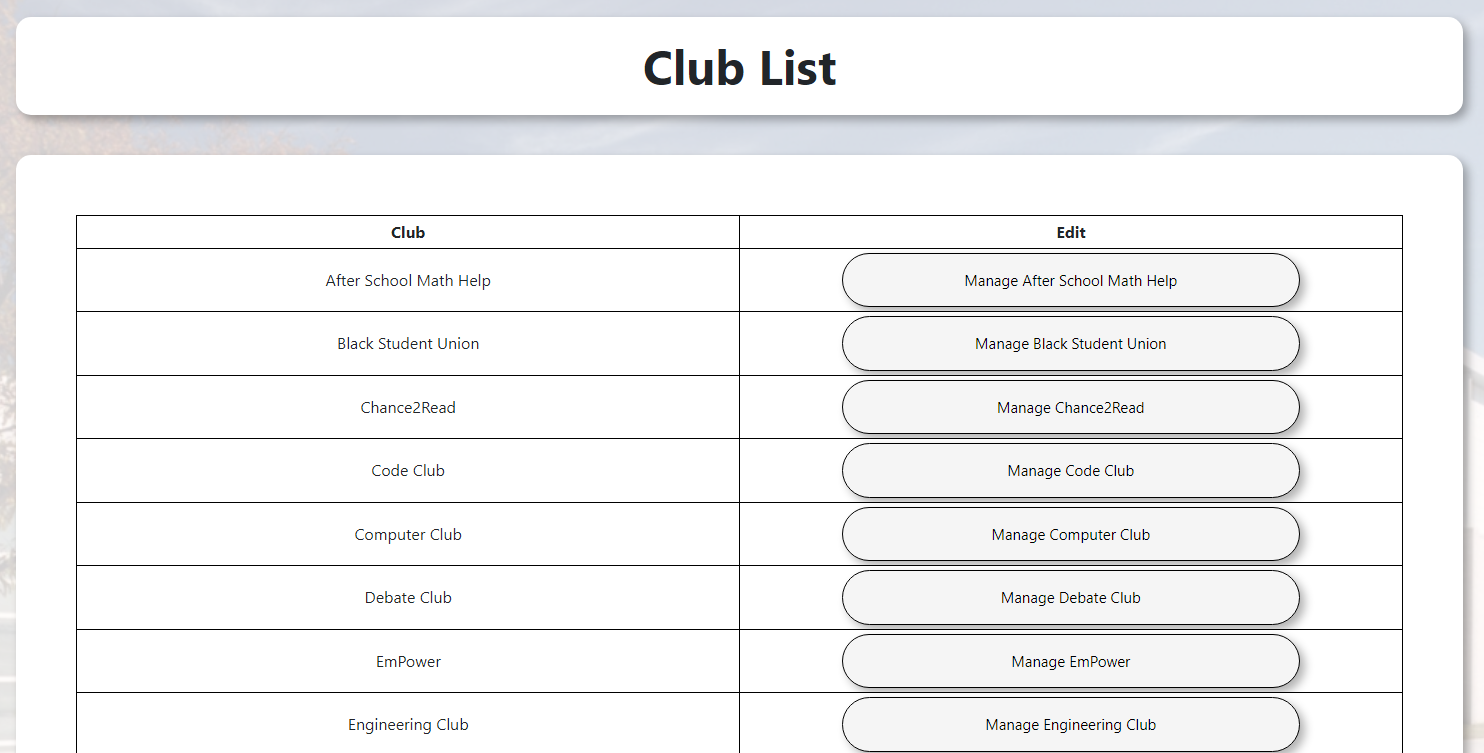 Club List
Club Edit
After School Math Help Manage After School Math Help
Black Student Union Manage Black Student Union
Chance2Read Manage Chance2Read
Code Club Manage Code Club
Computer Club Manage Computer Club
Debate Club Manage Debate Club
EmPower Manage EmPower
Engineering Club Manage Engineering Club